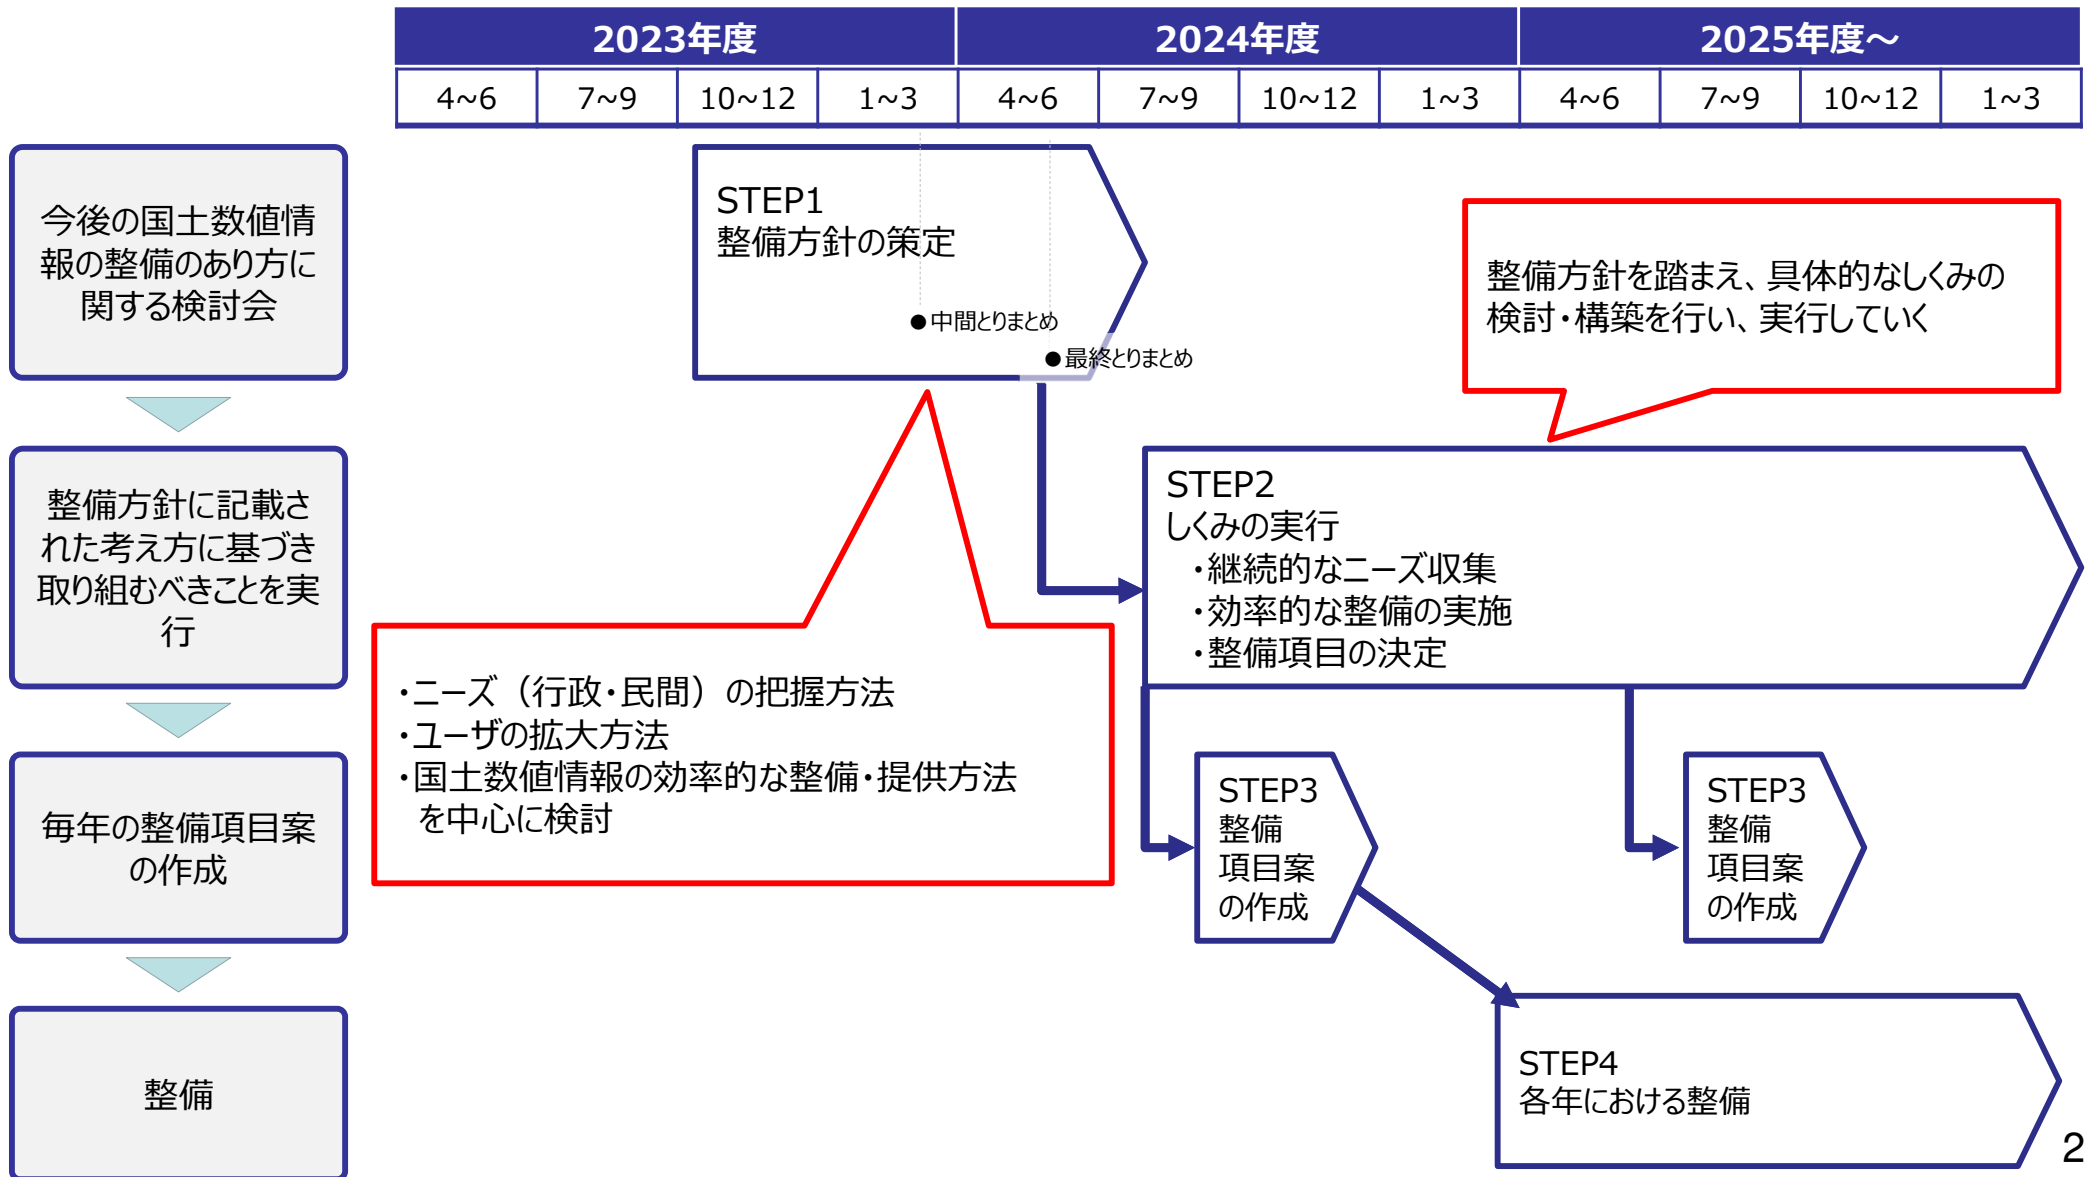 2023年度 2024年度 2025年度～
4~6 7~9 10~12 1~3 4~6 7~9 10~12 1~3 4~6 7~9 10~12 1~3
今後の国土数値情
報の整備のあり方に
関する検討会
STEP1
整備方針の策定
●中間とりまとめ
●最終とりまとめ
整備方針を踏まえ、具体的なしくみの
検討・構築を行い、実行していく
整備方針に記載さ
れた考え方に基づき
取り組むべきことを実
行
STEP2
しくみの実行
・継続的なニーズ収集
・効率的な整備の実施
・整備項目の決定
・ニーズ（行政・民間）の把握方法
・ユーザの拡大方法
・国土数値情報の効率的な整備・提供方法
を中心に検討
毎年の整備項目案
の作成
STEP3
整備
項目案
の作成
STEP3
整備
項目案
の作成
整備
STEP4
各年における整備
2